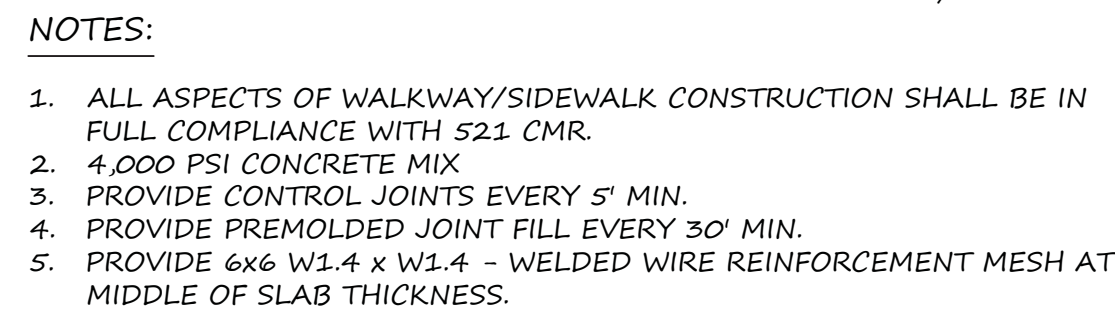 NOTES:
1. ALL ASPECTS OF WALKWAY/SIDEWALK CONSTRUCTION SHALL BE IN
FULL COMPLIANCE WITH 521 CMR.
2. 4,000 PSI CONCRETE MIX
3. PROVIDE CONTROL JOINTS EVERY 5' MIN.
4. PROVIDE PREMOLDED JOINT FILL EVERY 30' MIN.
5. PROVIDE 6x6 W1.4 x W1.4 - WELDED WIRE REINFORCEMENT MESH AT
MIDDLE OF SLAB THICKNESS.